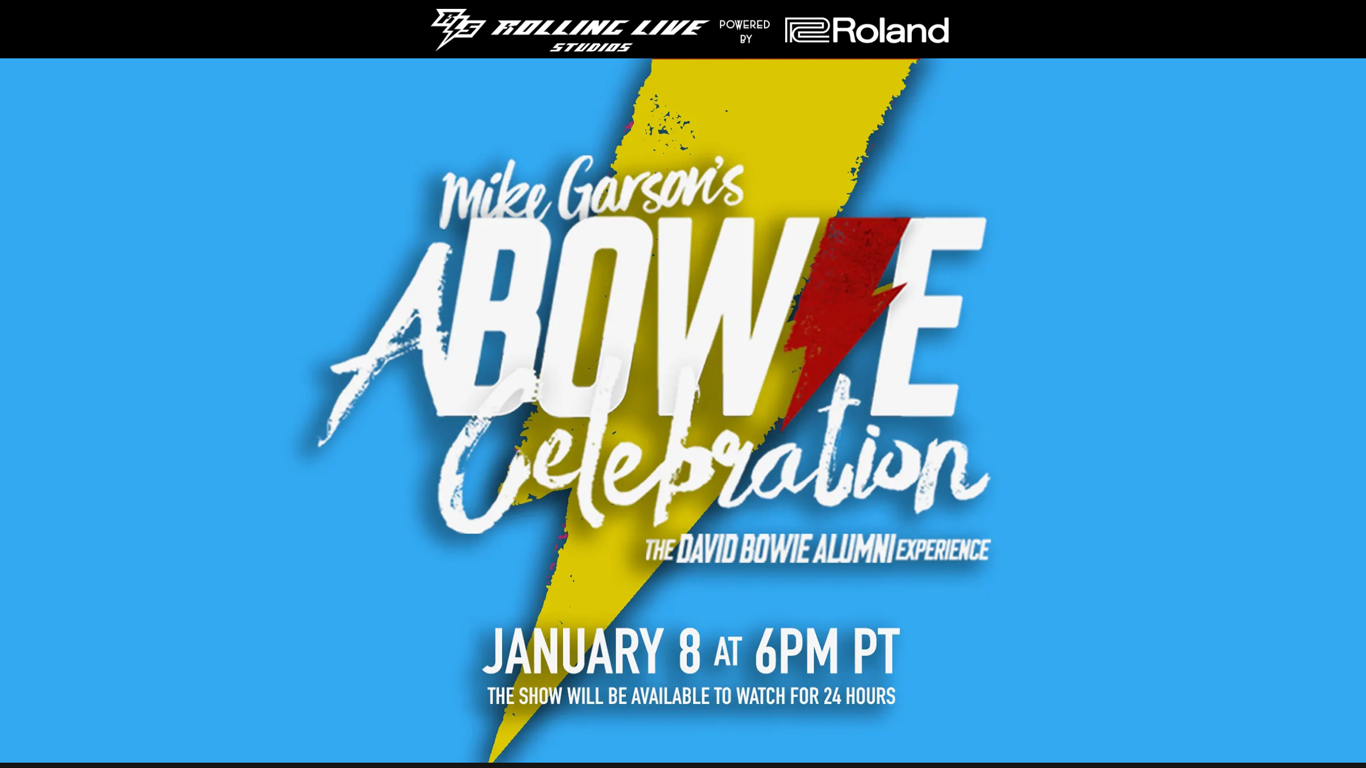 RLS ROLLING LIVE STUDIOS POWERED BY Roland
Mike Garson's
A BOWIE
Celebration
THE DAVID BOWIE ALUMNI EXPERIENCE
JANUARY 8 AT 6PM PT
THE SHOW WILL BE AVAILABLE TO WATCH FOR 24 HOURS